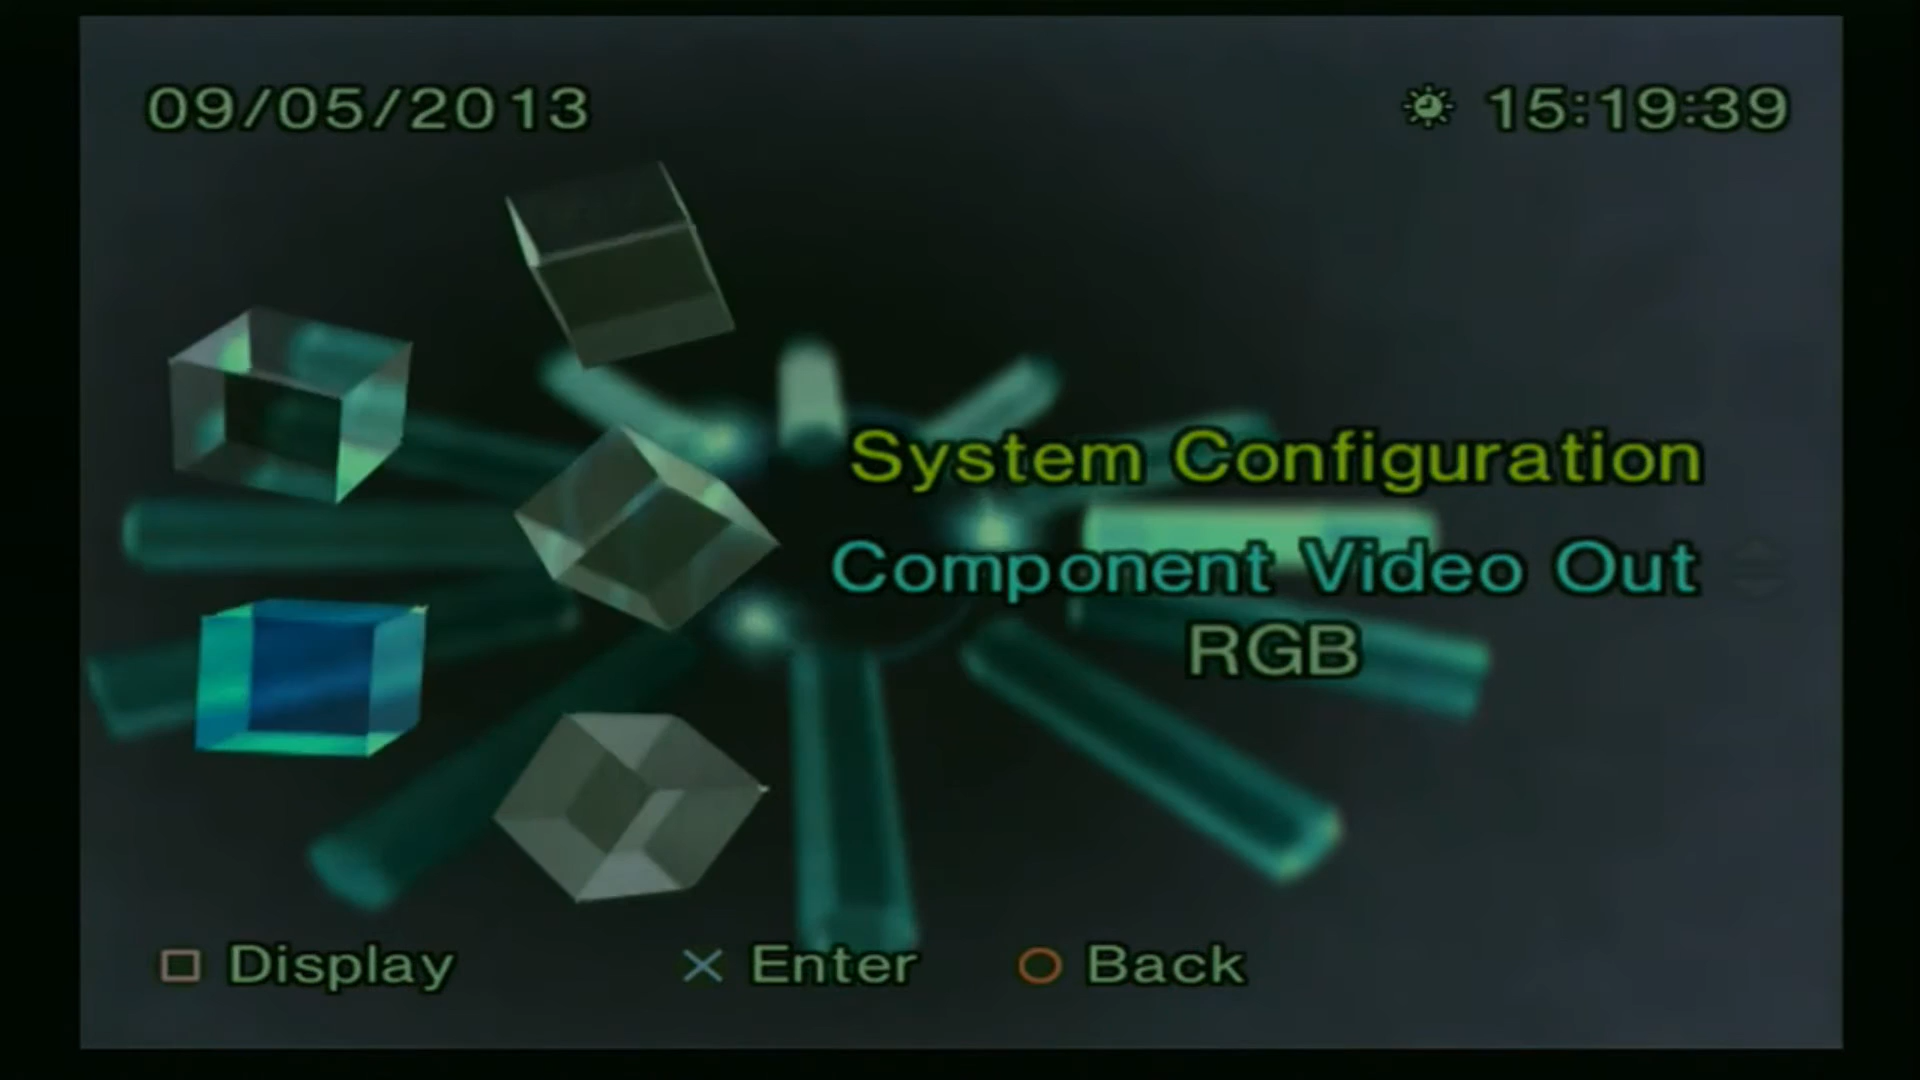 09/05/2013 15:19:39
System Configuration
Component Video Out
RGB
Display Enter Back